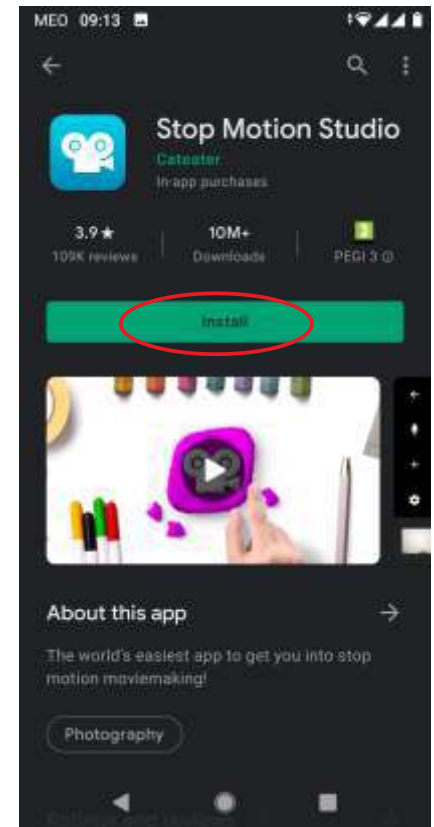 MEO 09:13
Stop Motion Studio
Cateater
In-app purchases
3.9★ 10M+ 3
109K reviews Downloads PEGI 3
Install
About this app
The world's easiest app to get you into stop
motion moviemaking!
Photography